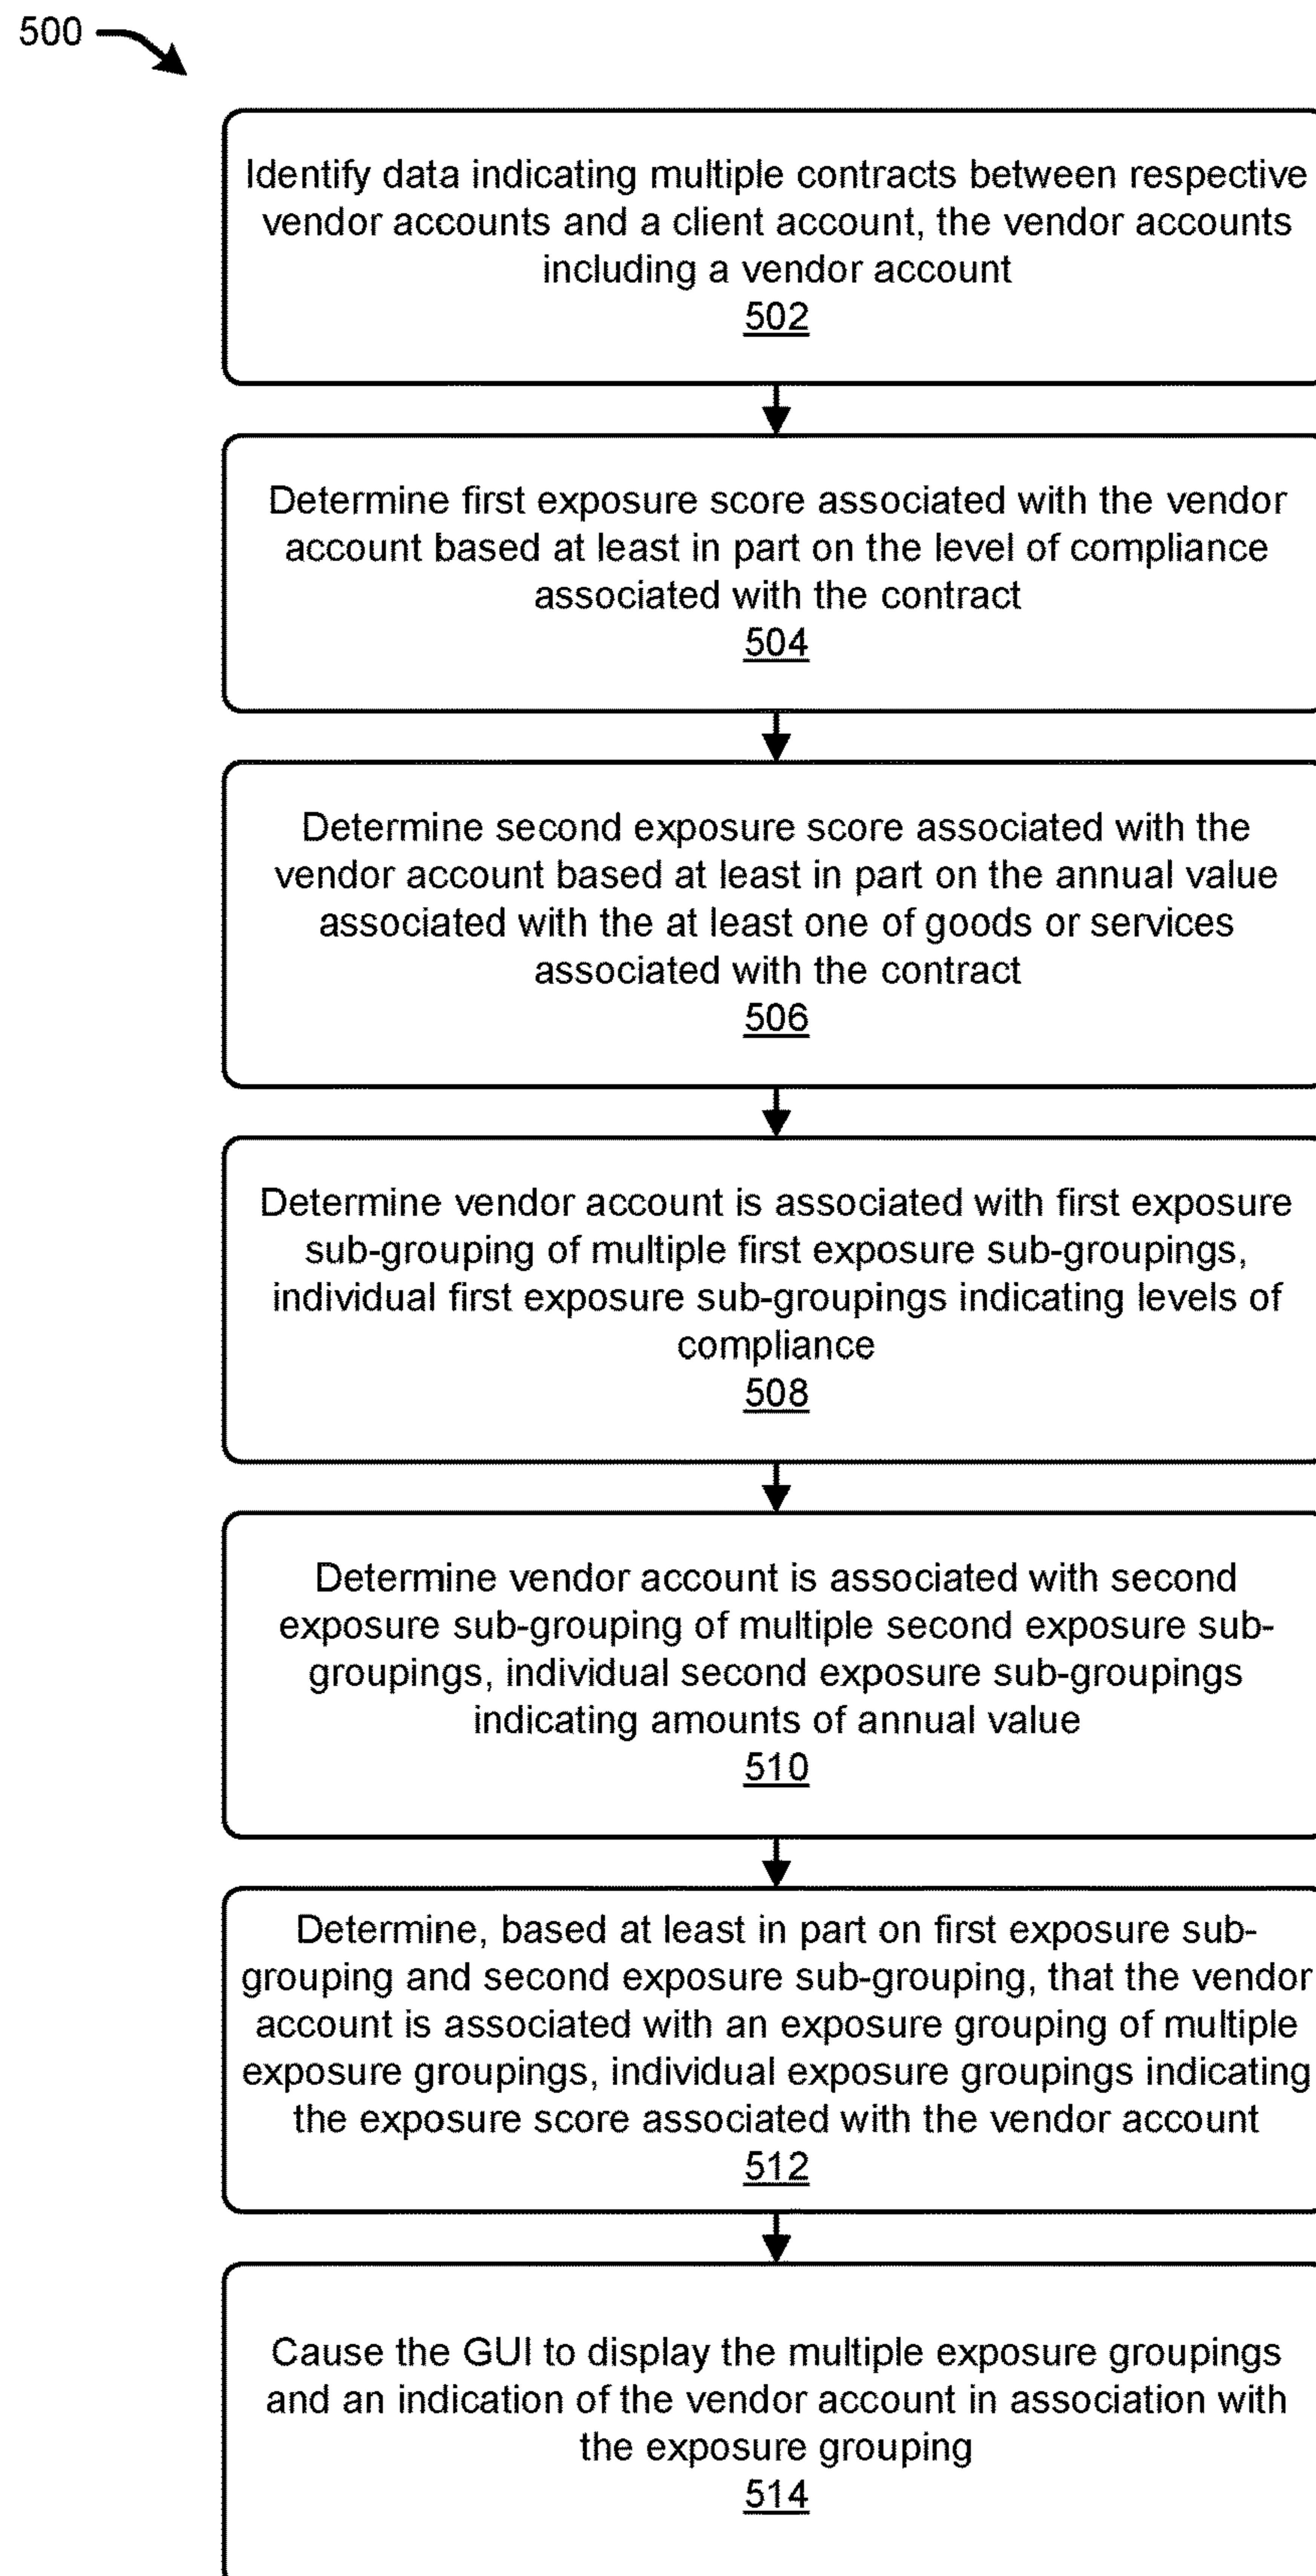 500
Identify data indicating multiple contracts between respective
vendor accounts and a client account, the vendor accounts
including a vendor account
502
Determine first exposure score associated with the vendor
account based at least in part on the level of compliance
associated with the contract
504
Determine second exposure score associated with the
vendor account based at least in part on the annual value
associated with the at least one of goods or services
associated with the contract
506
Determine vendor account is associated with first exposure
sub-grouping of multiple first exposure sub-groupings,
individual first exposure sub-groupings indicating levels of
compliance
508
Determine vendor account is associated with second
exposure sub-grouping of multiple second exposure sub-
groupings, individual second exposure sub-groupings
indicating amounts of annual value
510
Determine, based at least in part on first exposure sub-
grouping and second exposure sub-grouping, that the vendor
account is associated with an exposure grouping of multiple
exposure groupings, individual exposure groupings indicating
the exposure score associated with the vendor account
512
Cause the GUI to display the multiple exposure groupings
and an indication of the vendor account in association with
the exposure grouping
514